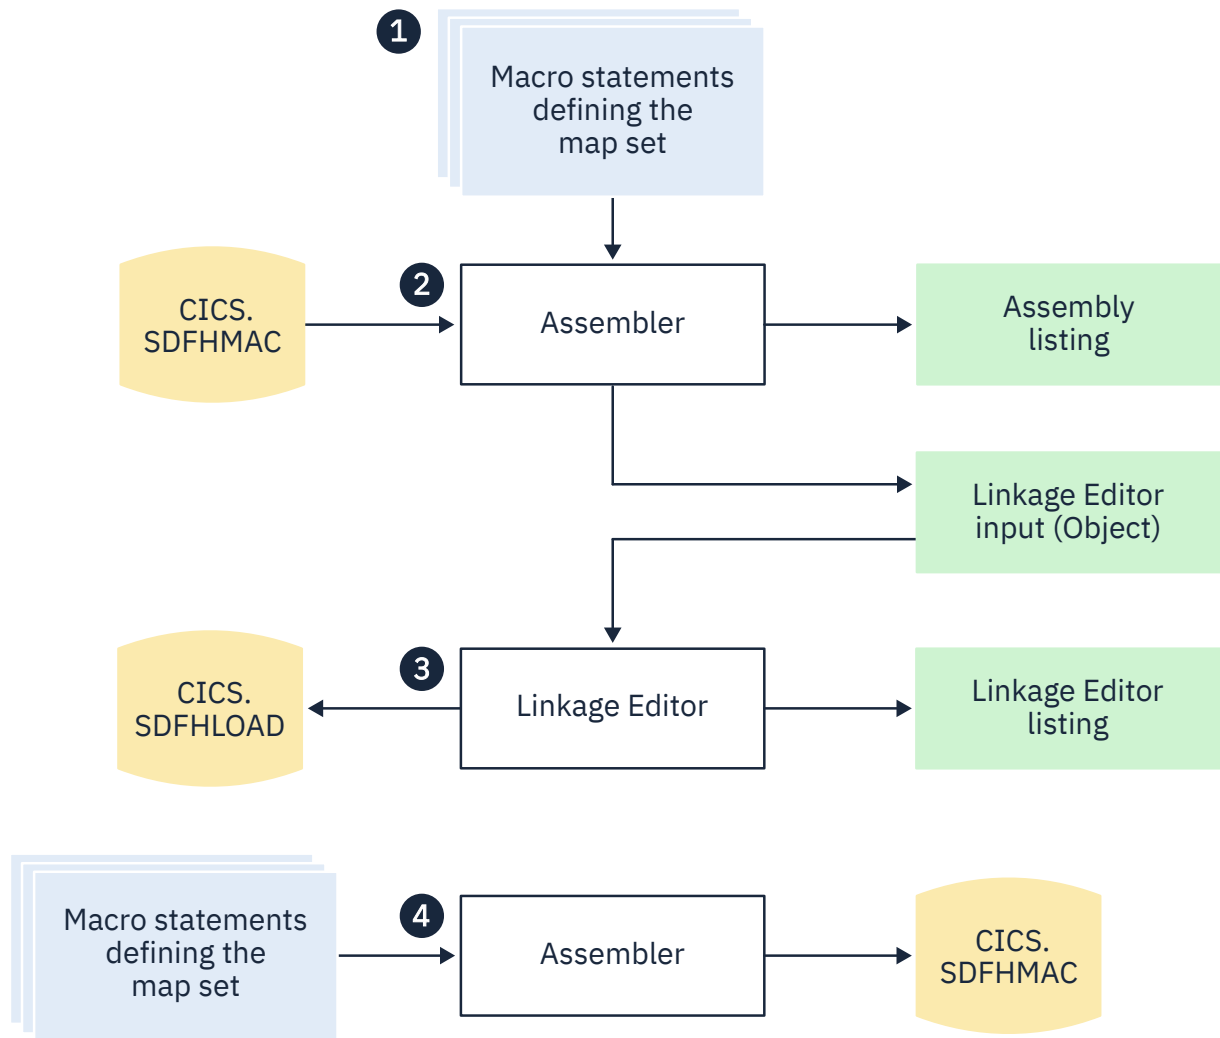 1
Macro statements
defining the
map set
CICS.
SDFHMAC
2
Assembler
Assembly
listing
Linkage Editor
input (Object)
CICS.
SDFHLOAD
3
Linkage Editor
Linkage Editor
listing
Macro statements
defining the
map set
4
Assembler
CICS.
SDFHMAC